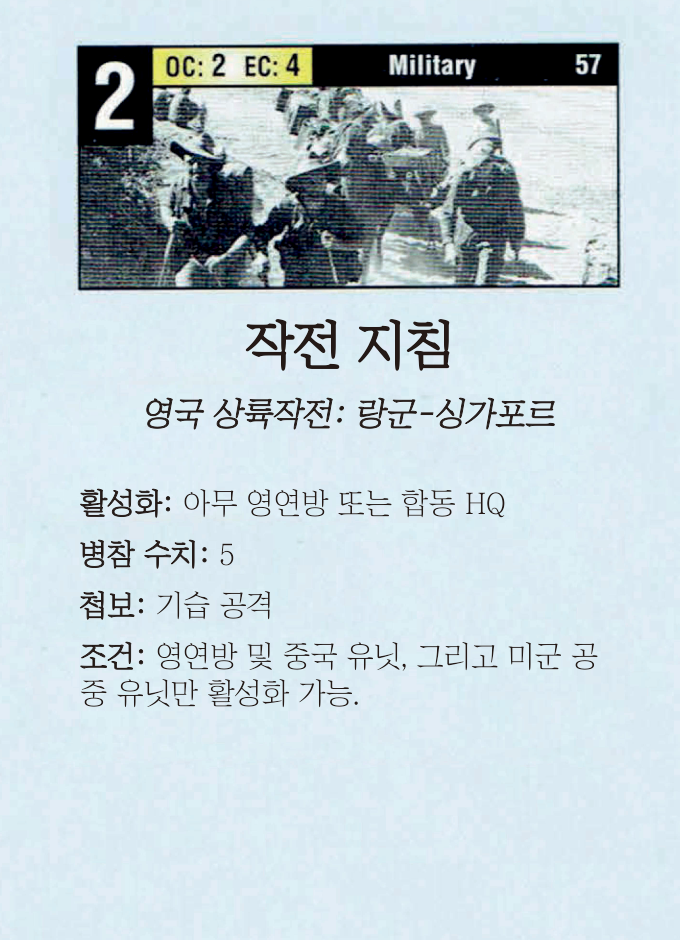 2 OC: 2 EC: 4 Military 57
작전 지침
영국 상륙작전: 랑군-싱가포르
활성화: 아무 영연방 또는 합동 HQ
병참 수치: 5
첩보: 기습 공격
조건: 영연방 및 중국 유닛, 그리고 미군 공
중 유닛만 활성화 가능.